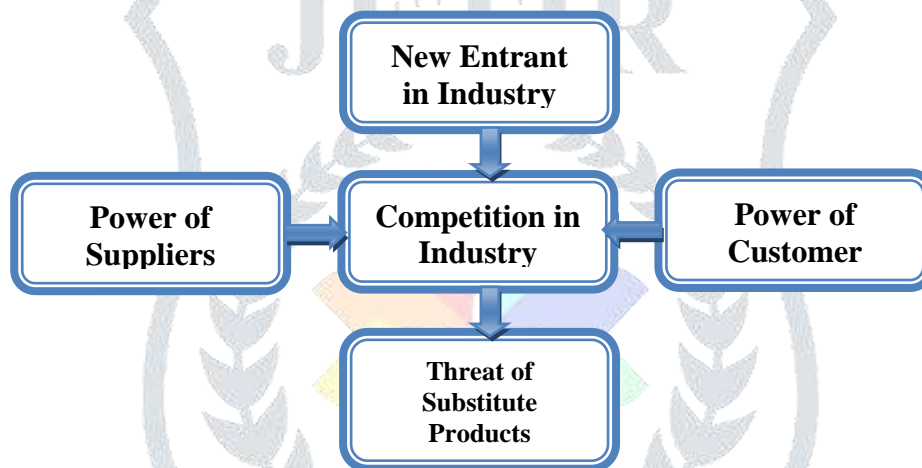 New Entrant
in Industry
Power of
Suppliers
Competition in
Industry
Power of
Customer
Threat of
Substitute
Products